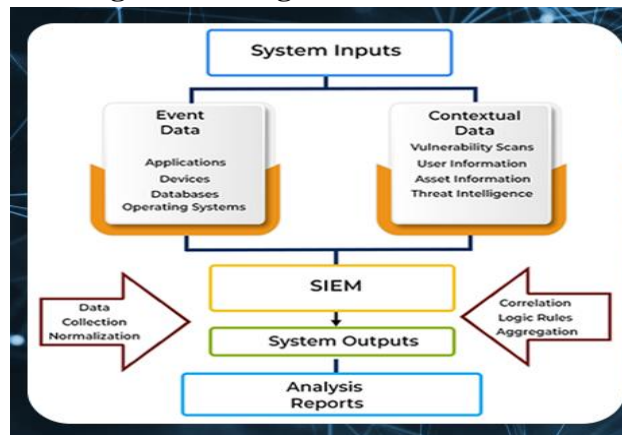 System Inputs
Event
Data
Applications
Devices
Databases
Operating Systems
Contextual
Data
Vulnerability Scans
User Information
Asset Information
Threat Intelligence
SIEM
Data
Collection
Normalization
Correlation
Logic Rules
Aggregation
System Outputs
Analysis
Reports